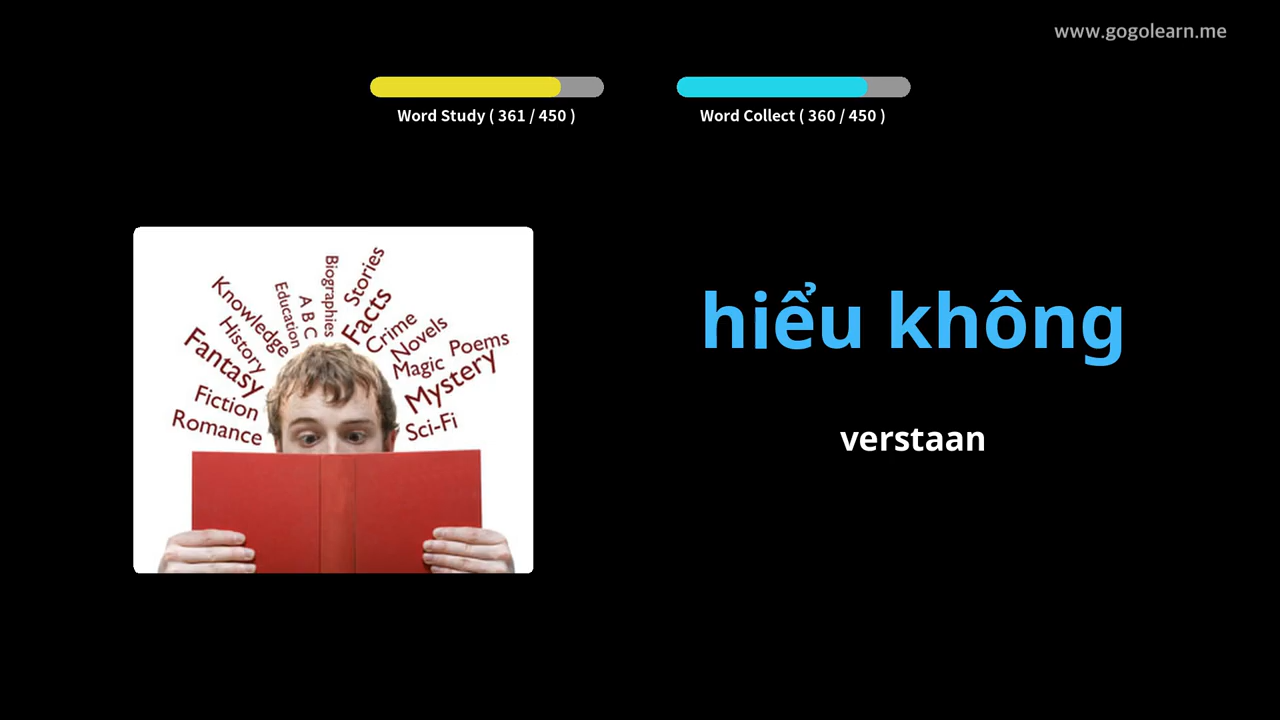 www.gogolearn.me
Word Study ( 361 / 450 )
Word Collect ( 360 / 450 )
hiểu không
verstaan
Biographies
Stories
Education
A B C
Facts
Knowledge
Crime
History
Novels
Poems
Fantasy
Magic
Mystery
Fiction
Romance
Sci-Fi